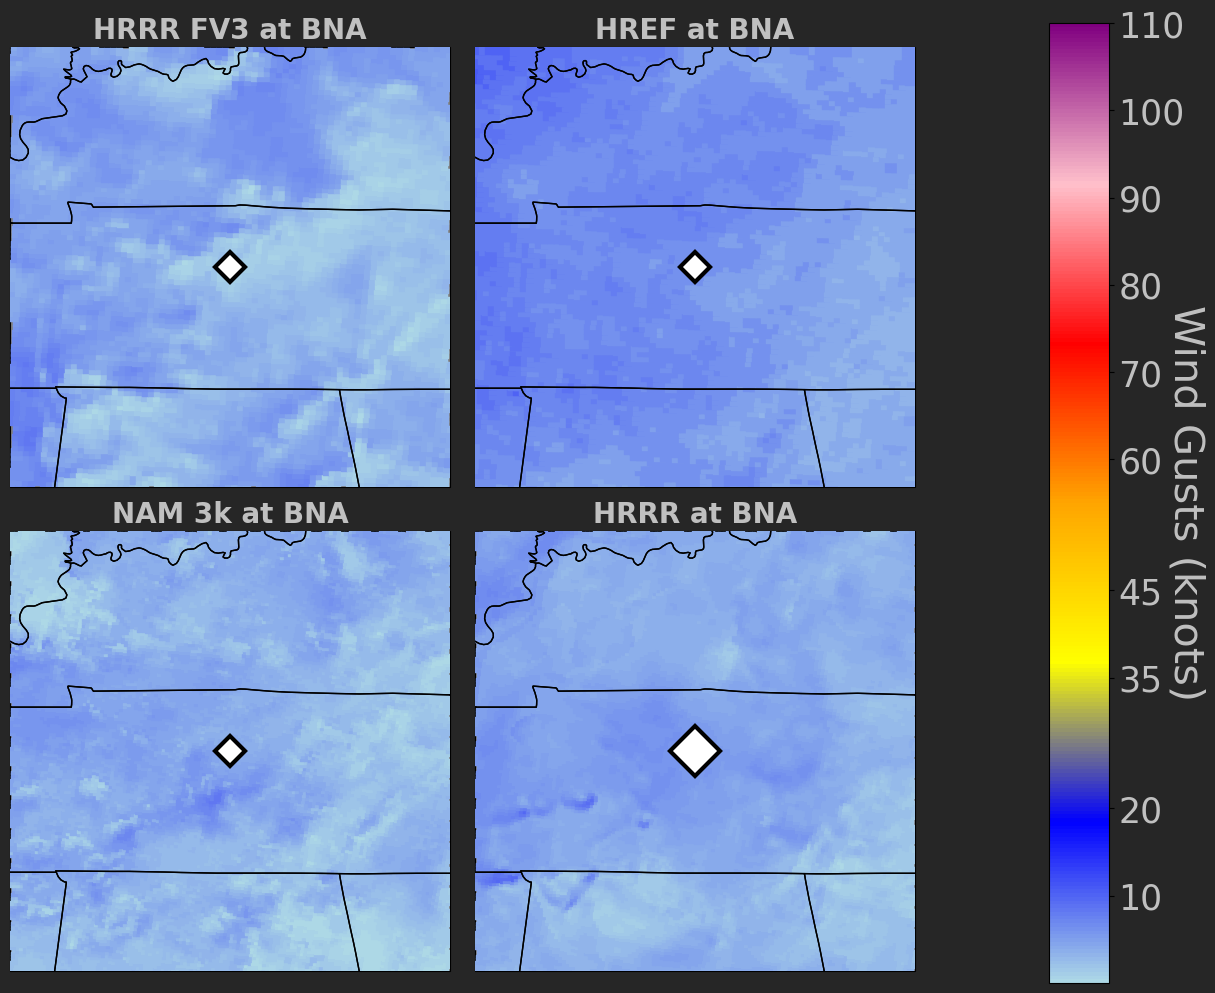 HRRR FV3 at BNA
HREF at BNA
NAM 3k at BNA
HRRR at BNA
110
100
90
80
70
60
45
35
20
10
Wind Gusts (knots)